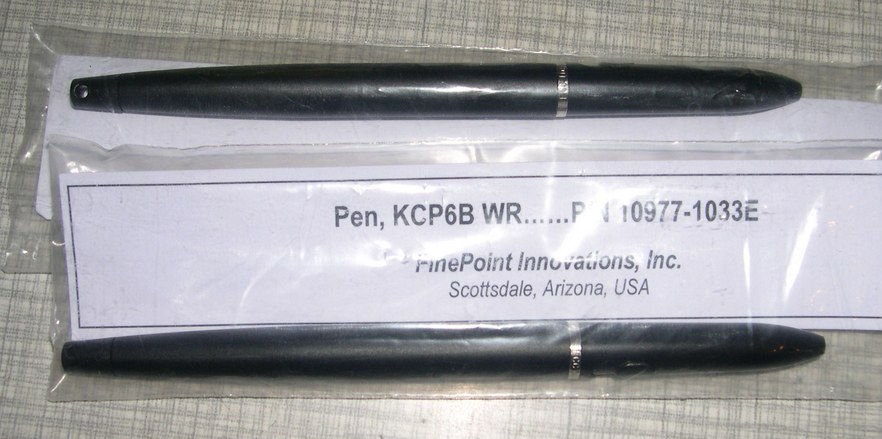 Pen, KCP6B WR......P/N 10977-1033E
FinePoint Innovations, Inc.
Scottsdale, Arizona, USA